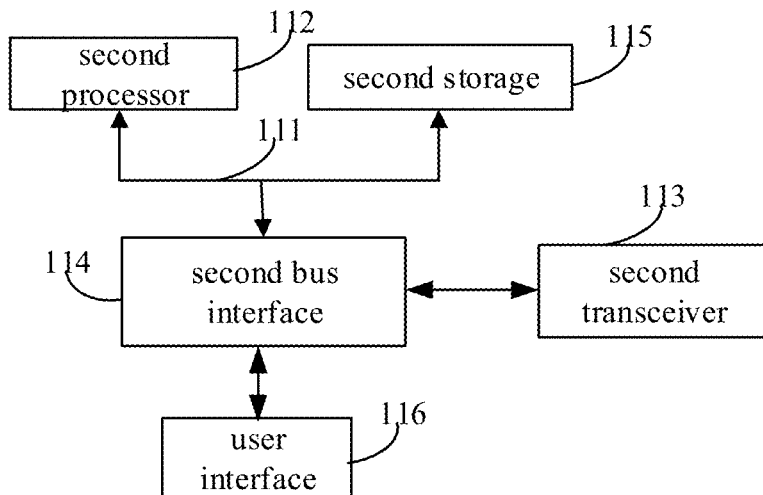 112
second
processor
115
second storage
111
113
114
second bus
interface
second
transceiver
116
user
interface